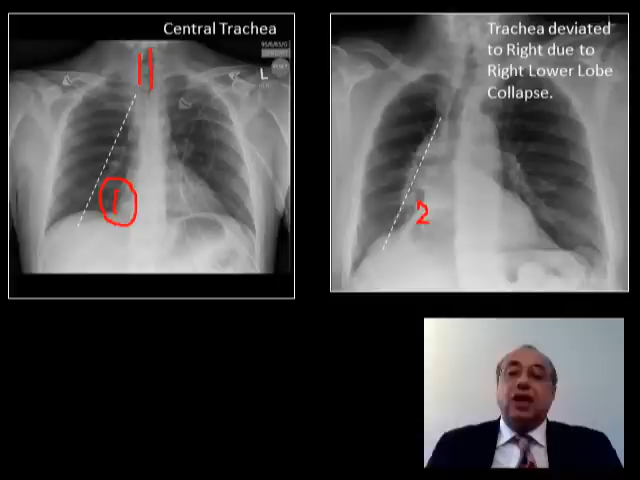 Central Trachea
L
1
Trachea deviated
to Right due to
Right Lower Lobe
Collapse.
2